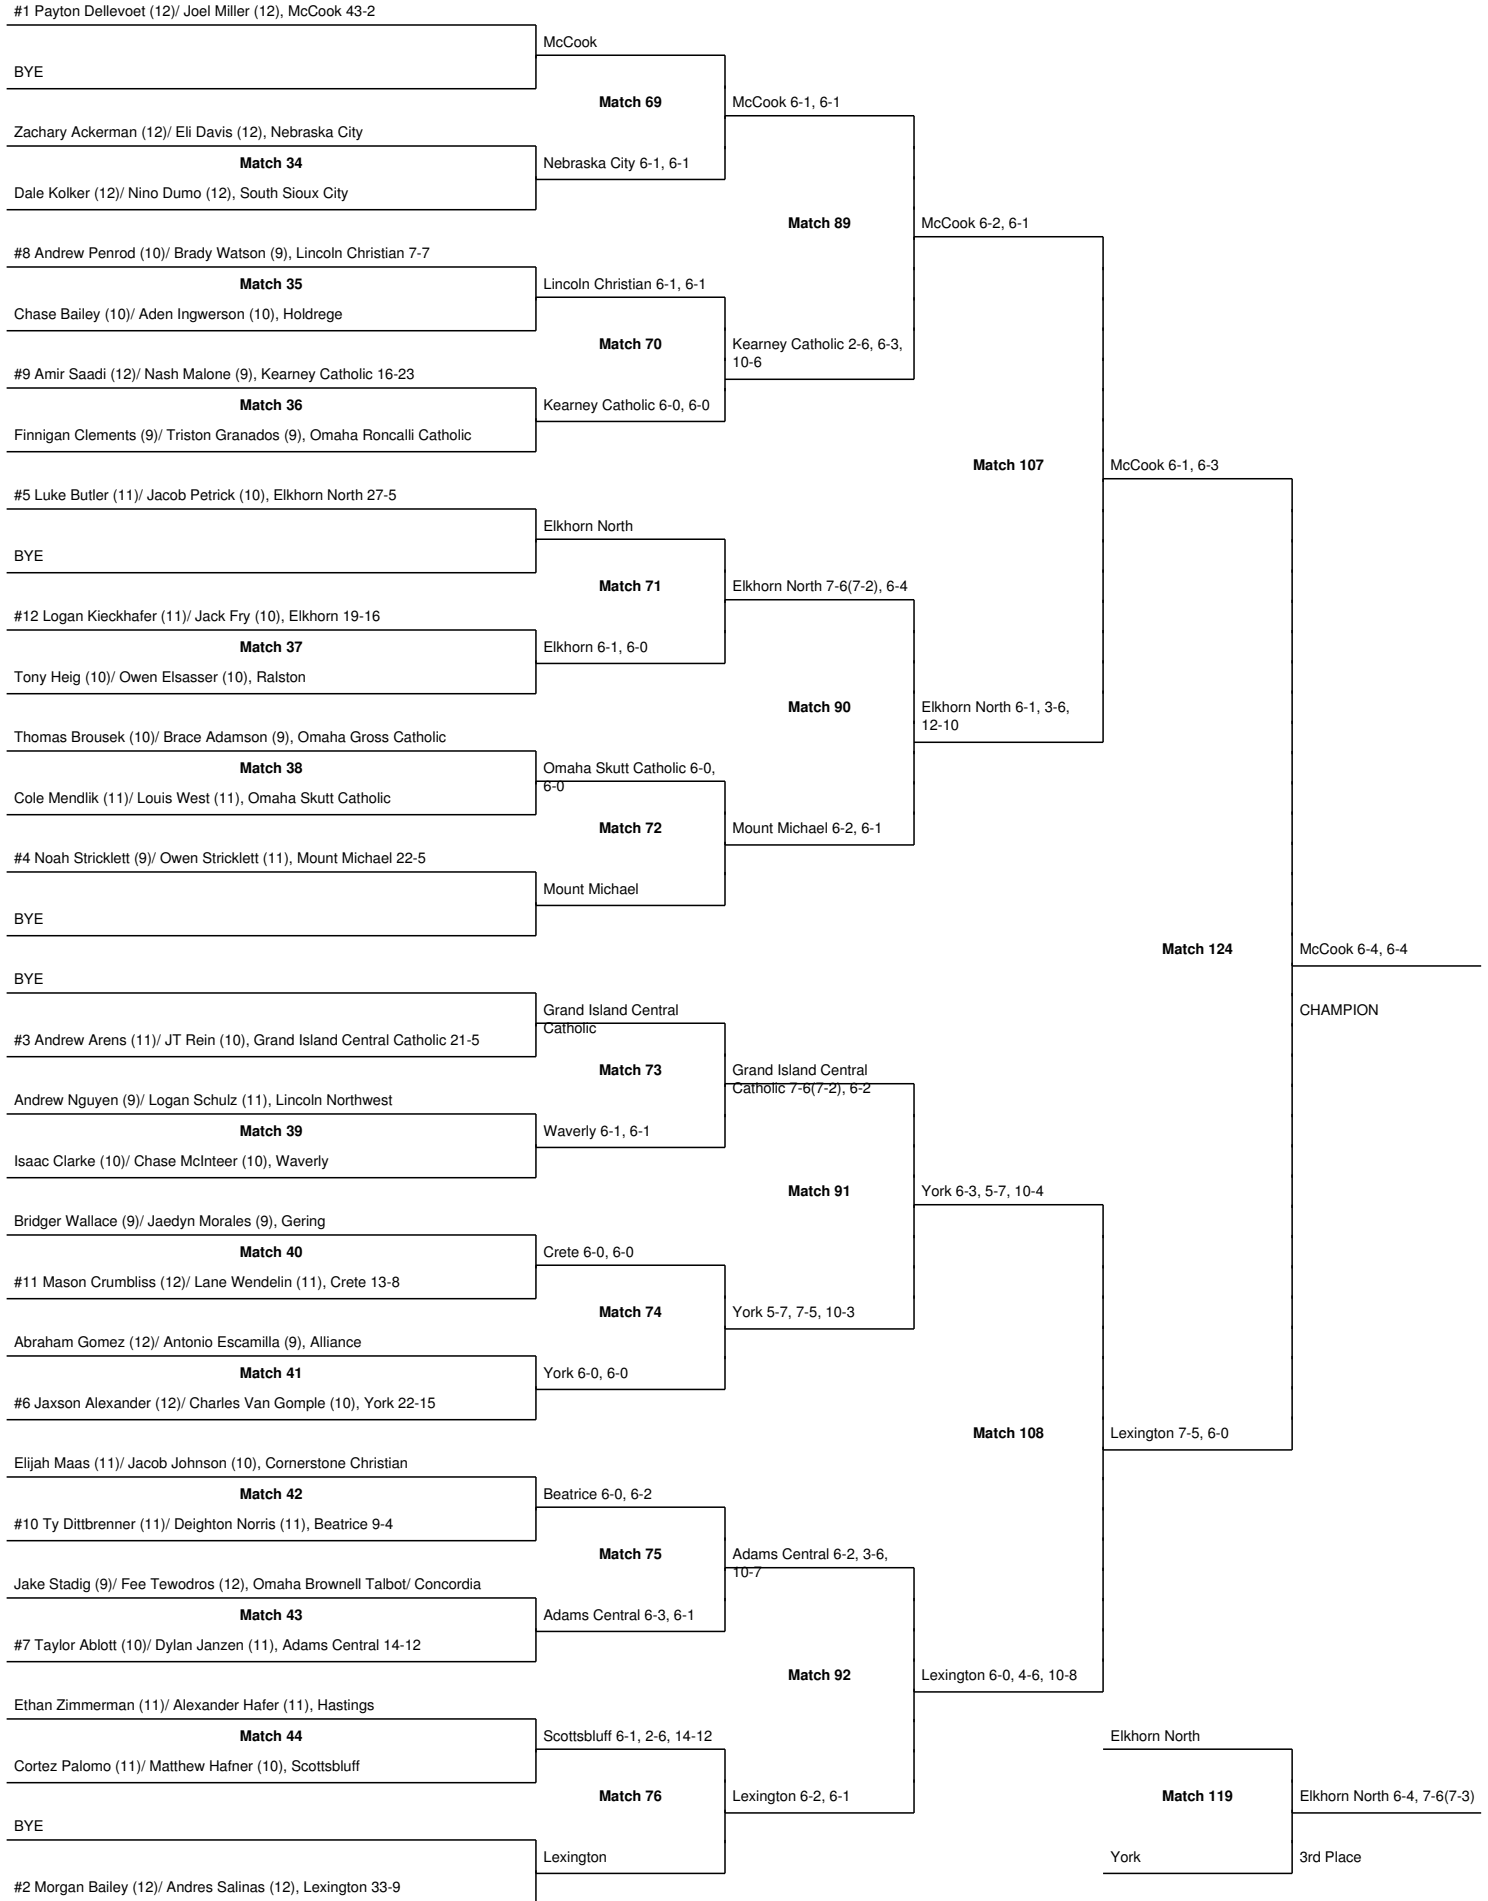 #1 Payton Dellevoet (12)/ Joel Miller (12), McCook 43-2
McCook
BYE
Match 69
McCook 6-1, 6-1
Zachary Ackerman (12)/ Eli Davis (12), Nebraska City
Match 34
Nebraska City 6-1, 6-1
Dale Kolker (12)/ Nino Dumo (12), South Sioux City
Match 89
McCook 6-2, 6-1
#8 Andrew Penrod (10)/ Brady Watson (9), Lincoln Christian 7-7
Match 35
Lincoln Christian 6-1, 6-1
Chase Bailey (10)/ Aden Ingwerson (10), Holdrege
Match 70
Kearney Catholic 2-6, 6-3,
10-6
#9 Amir Saadi (12)/ Nash Malone (9), Kearney Catholic 16-23
Match 36
Kearney Catholic 6-0, 6-0
Finnigan Clements (9)/ Triston Granados (9), Omaha Roncalli Catholic
Match 107
McCook 6-1, 6-3
#5 Luke Butler (11)/ Jacob Petrick (10), Elkhorn North 27-5
Elkhorn North
BYE
Match 71
Elkhorn North 7-6(7-2), 6-4
#12 Logan Kieckhafer (11)/ Jack Fry (10), Elkhorn 19-16
Match 37
Elkhorn 6-1, 6-0
Tony Heig (10)/ Owen Elsasser (10), Ralston
Match 90
Elkhorn North 6-1, 3-6,
12-10
Thomas Brousek (10)/ Brace Adamson (9), Omaha Gross Catholic
Match 38
Omaha Skutt Catholic 6-0,
6-0
Cole Mendlik (11)/ Louis West (11), Omaha Skutt Catholic
Match 72
Mount Michael 6-2, 6-1
#4 Noah Stricklett (9)/ Owen Stricklett (11), Mount Michael 22-5
Mount Michael
BYE
Match 124
McCook 6-4, 6-4
BYE
Grand Island Central
Catholic
CHAMPION
#3 Andrew Arens (11)/ JT Rein (10), Grand Island Central Catholic 21-5
Match 73
Grand Island Central
Catholic 7-6(7-2), 6-2
Andrew Nguyen (9)/ Logan Schulz (11), Lincoln Northwest
Match 39
Waverly 6-1, 6-1
Isaac Clarke (10)/ Chase McInteer (10), Waverly
Match 91
York 6-3, 5-7, 10-4
Bridger Wallace (9)/ Jaedyn Morales (9), Gering
Match 40
Crete 6-0, 6-0
#11 Mason Crumbliss (12)/ Lane Wendelin (11), Crete 13-8
Match 74
York 5-7, 7-5, 10-3
Abraham Gomez (12)/ Antonio Escamilla (9), Alliance
Match 41
York 6-0, 6-0
#6 Jaxson Alexander (12)/ Charles Van Gomple (10), York 22-15
Match 108
Lexington 7-5, 6-0
Elijah Maas (11)/ Jacob Johnson (10), Cornerstone Christian
Match 42
Beatrice 6-0, 6-2
#10 Ty Dittbrenner (11)/ Deighton Norris (11), Beatrice 9-4
Match 75
Adams Central 6-2, 3-6,
10-7
Jake Stadig (9)/ Fee Tewodros (12), Omaha Brownell Talbot/ Concordia
Match 43
Adams Central 6-3, 6-1
#7 Taylor Ablott (10)/ Dylan Janzen (11), Adams Central 14-12
Match 92
Lexington 6-0, 4-6, 10-8
Ethan Zimmerman (11)/ Alexander Hafer (11), Hastings
Match 44
Scottsbluff 6-1, 2-6, 14-12
Elkhorn North
Cortez Palomo (11)/ Matthew Hafner (10), Scottsbluff
Match 76
Lexington 6-2, 6-1
Match 119
Elkhorn North 6-4, 7-6(7-3)
BYE
Lexington
York
3rd Place
#2 Morgan Bailey (12)/ Andres Salinas (12), Lexington 33-9